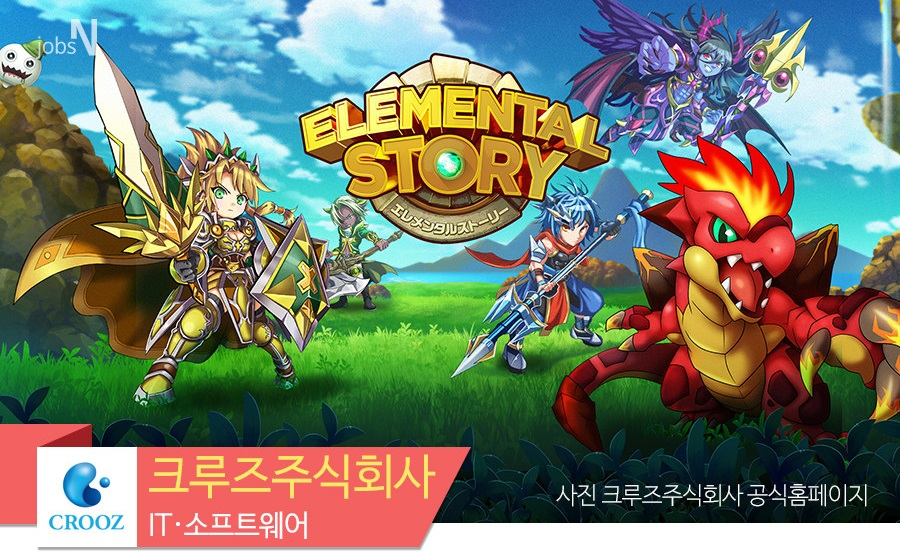 jobsN
ELEMENTAL
STORY
エレメンタルストーリー
크루즈주식회사
CROOZ
IT·소프트웨어
사진 크루즈주식회사 공식홈페이지